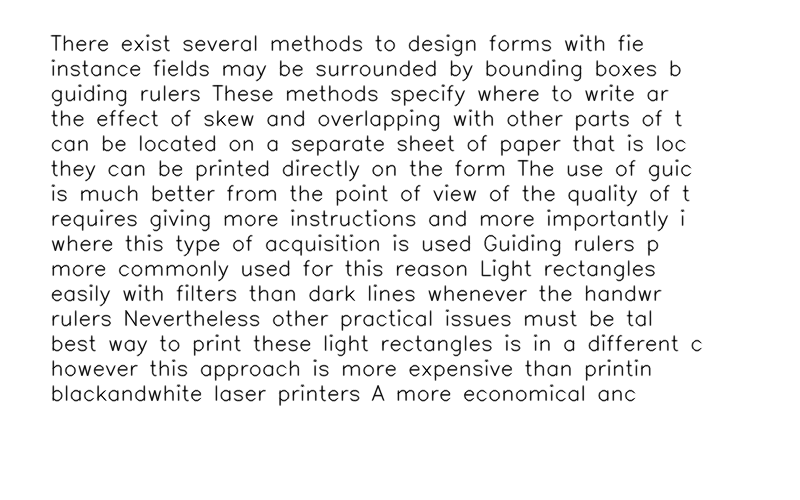 There exist several methods to design forms with fie
instance fields may be surrounded by bounding boxes b
guiding rulers These methods specify where to write ar
the effect of skew and overlapping with other parts of t
can be located on a separate sheet of paper that is loc
they can be printed directly on the form The use of guic
is much better from the point of view of the quality of t
requires giving more instructions and more importantly i
where this type of acquisition is used Guiding rulers p
more commonly used for this reason Light rectangles
easily with filters than dark lines whenever the handwr
rulers Nevertheless other practical issues must be tal
best way to print these light rectangles is in a different c
however this approach is more expensive than printin
blackandwhite laser printers A more economical anc